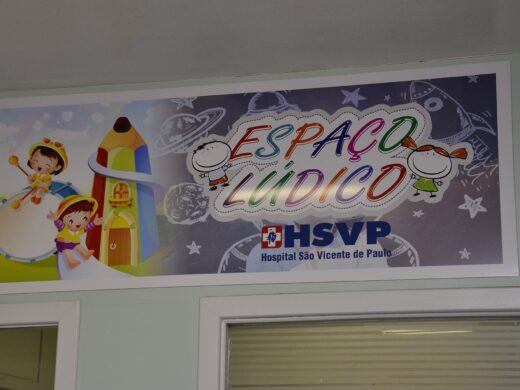 ESPAÇO
LÚDICO
HSVP
Hospital São Vicente de Paulo